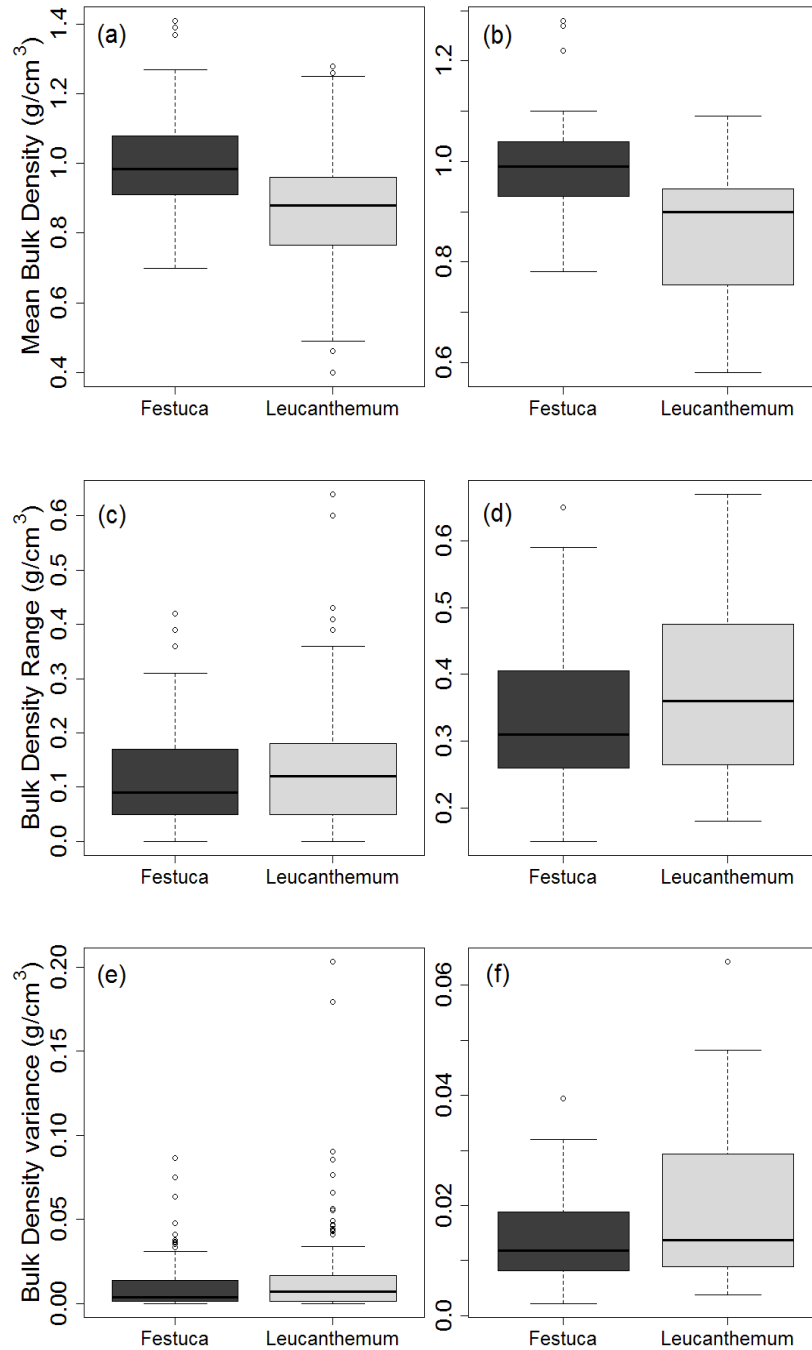 (a)
Mean Bulk Density (g/cm³)
0.4 0.6 0.8 1.0 1.2 1.4
Festuca Leucanthemum
(b)
0.6 0.8 1.0 1.2
Festuca Leucanthemum
(c)
Bulk Density Range (g/cm³)
0.0 0.1 0.2 0.3 0.4 0.5 0.6
Festuca Leucanthemum
(d)
0.2 0.3 0.4 0.5 0.6
Festuca Leucanthemum
(e)
Bulk Density variance (g/cm³)
0.00 0.05 0.10 0.15 0.20
Festuca Leucanthemum
(f)
0.0 0.02 0.04 0.06
Festuca Leucanthemum